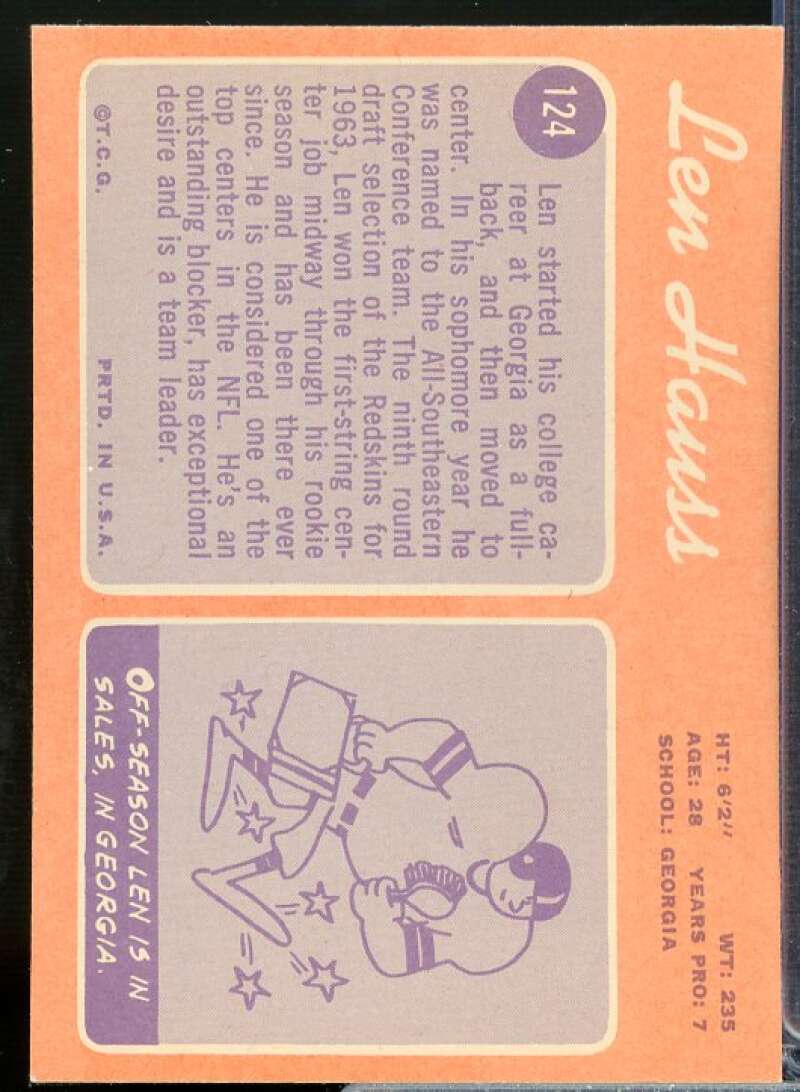 Len Hauss
HT: 6'2" WT: 235
AGE: 28 YEARS PRO: 7
SCHOOL: GEORGIA
124
Len started his college ca-
reer at Georgia as a full-
back, and then moved to
center. In his sophomore year he
was named to the All-Southeastern
Conference team. The ninth round
draft selection of the Redskins for
1963, Len won the first-string cen-
ter job midway through his rookie
season and has been there ever
since. He is considered one of the
top centers in the NFL. He's an
outstanding blocker, has exceptional
desire and is a team leader.
©T.C.G. PRTD. IN U.S.A.
OFF-SEASON LEN IS IN
SALES, IN GEORGIA.